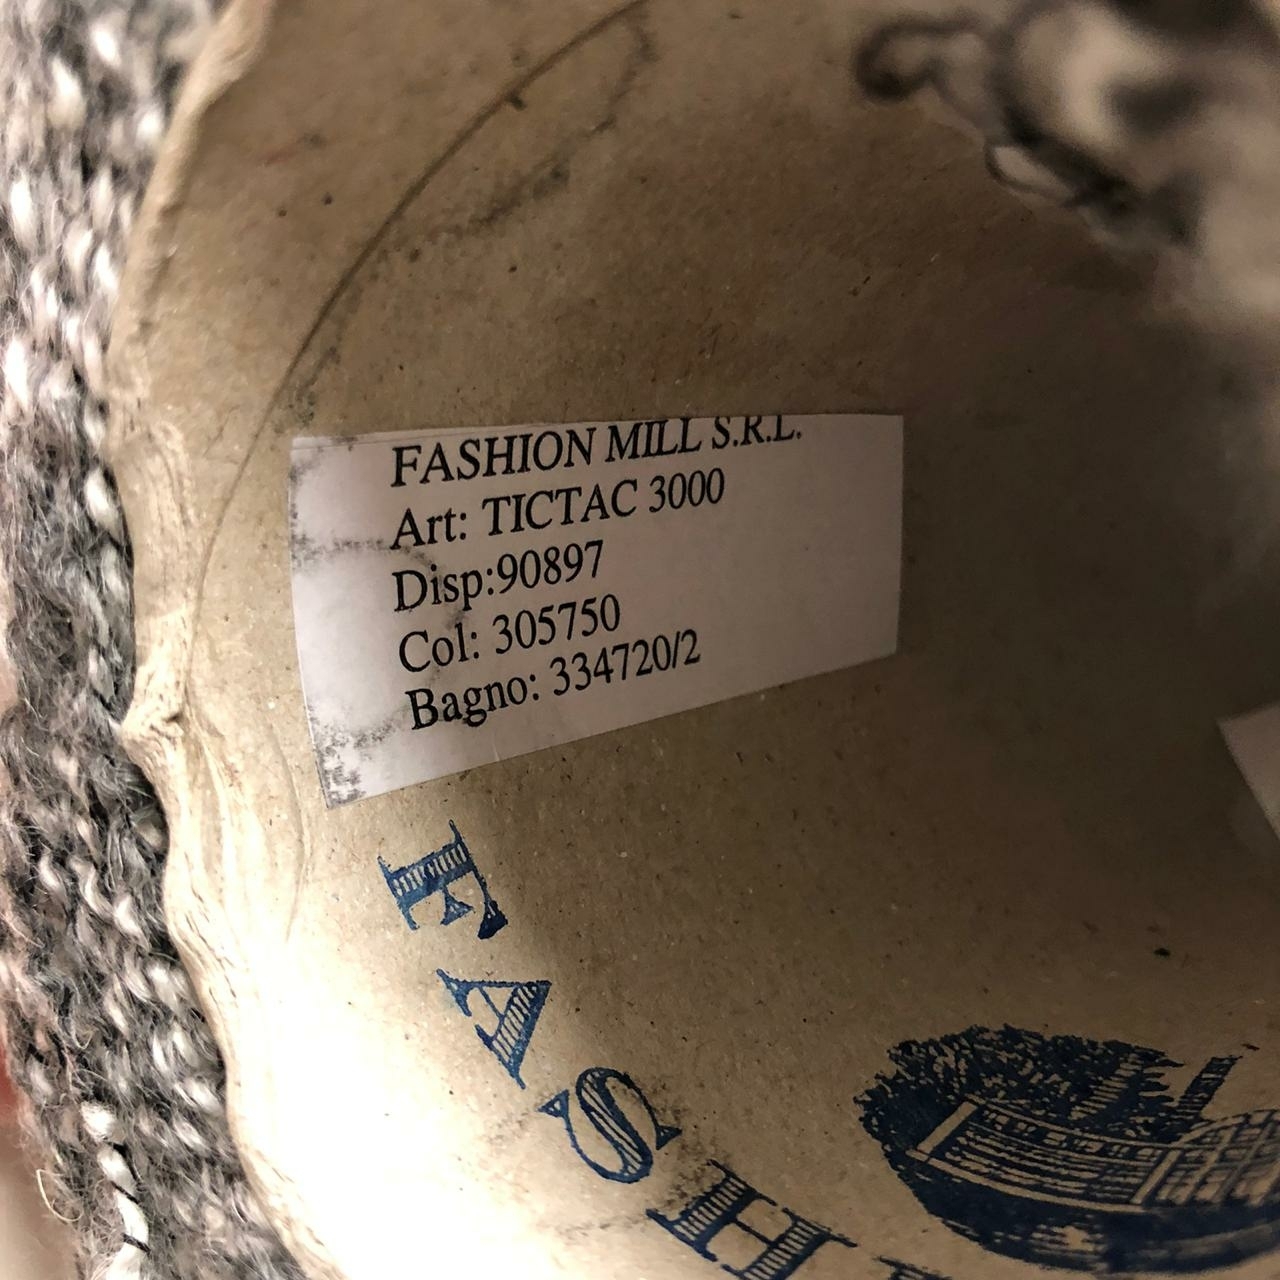 FASHION MILL S.R.L.
Art: TICTAC 3000
Disp:90897
Col: 305750
Bagno: 334720/2
FASH